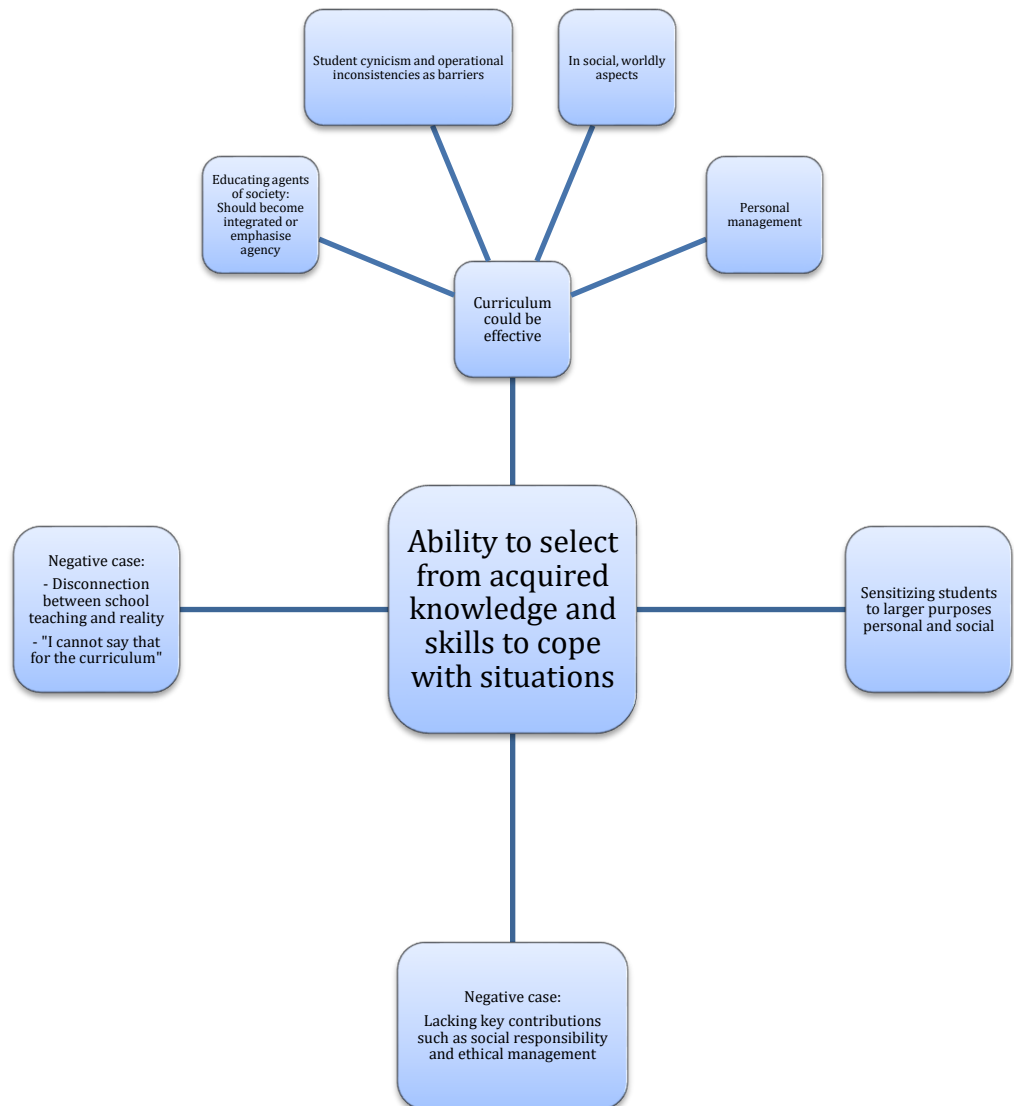 Student cynicism and operational
inconsistencies as barriers
In social, worldly
aspects
Educating agents
of society:
Should become
integrated or
emphasise
agency
Personal
management
Curriculum
could be
effective
Ability to select
from acquired
knowledge and
skills to cope
with situations
Negative case:
- Disconnection
between school
teaching and reality
- "I cannot say that
for the curriculum"
Sensitizing students
to larger purposes
personal and social
Negative case:
Lacking key contributions
such as social responsibility
and ethical management